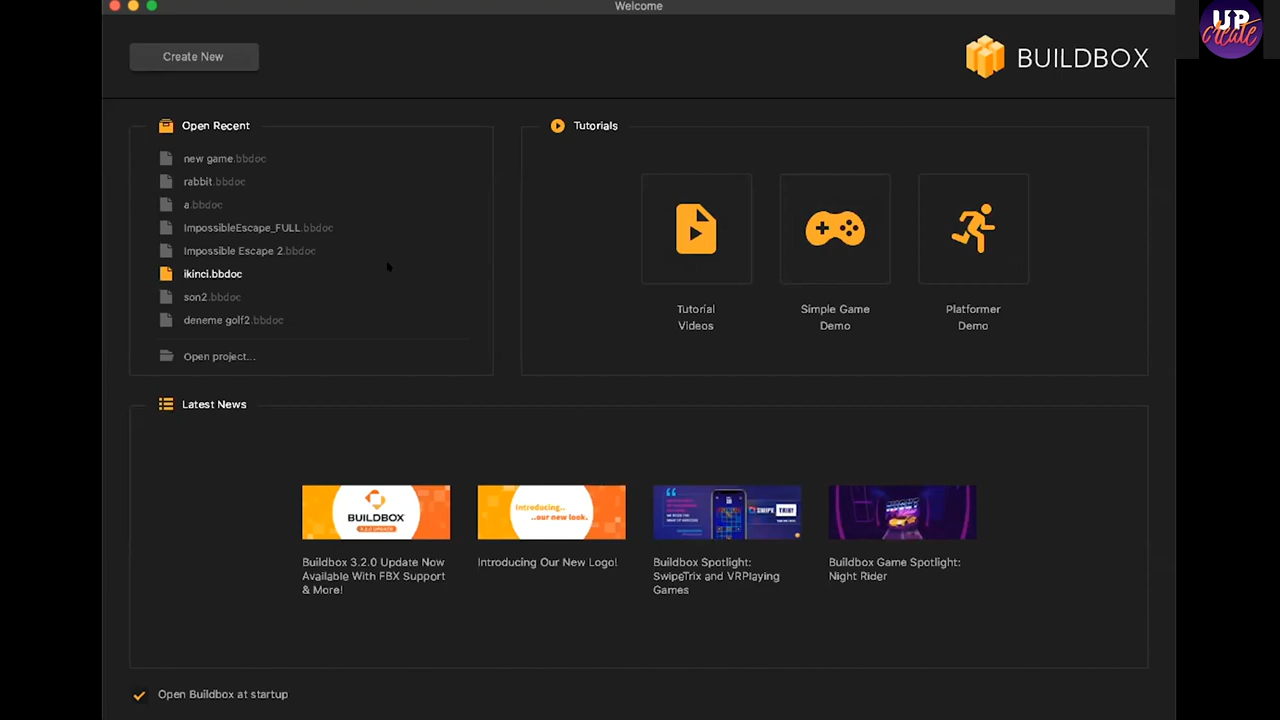 Welcome
UP
create
Create New
BUILDBOX
Open Recent
new game.bbdoc
rabbit.bbdoc
a.bbdoc
ImpossibleEscape_FULL.bbdoc
Impossible Escape 2.bbdoc
ikinci.bbdoc
son2.bbdoc
deneme golf2.bbdoc
Open project...
Tutorials
Tutorial
Videos
Simple Game
Demo
Platformer
Demo
Latest News
BUILDBOX
Introducing...
...our new look.
Buildbox 3.2.0 Update Now
Available With FBX Support
& More!
Introducing Our New Logo!
Buildbox Spotlight:
SwipeTrix and VRPlaying
Games
Buildbox Game Spotlight:
Night Rider
Open Buildbox at startup